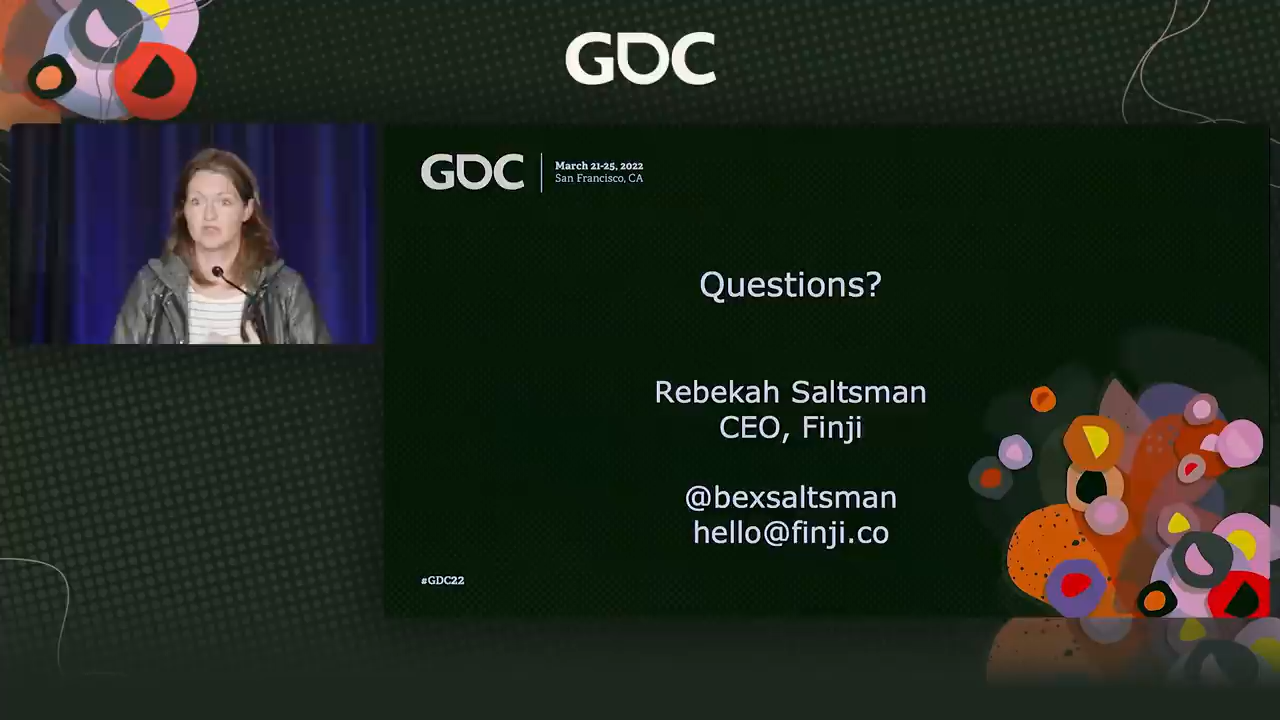 GDC
GDC
March 21-25, 2022
San Francisco, CA
Questions?
Rebekah Saltsman
CEO, Finji
@bexsaltsman
hello@finji.co
#GDC22